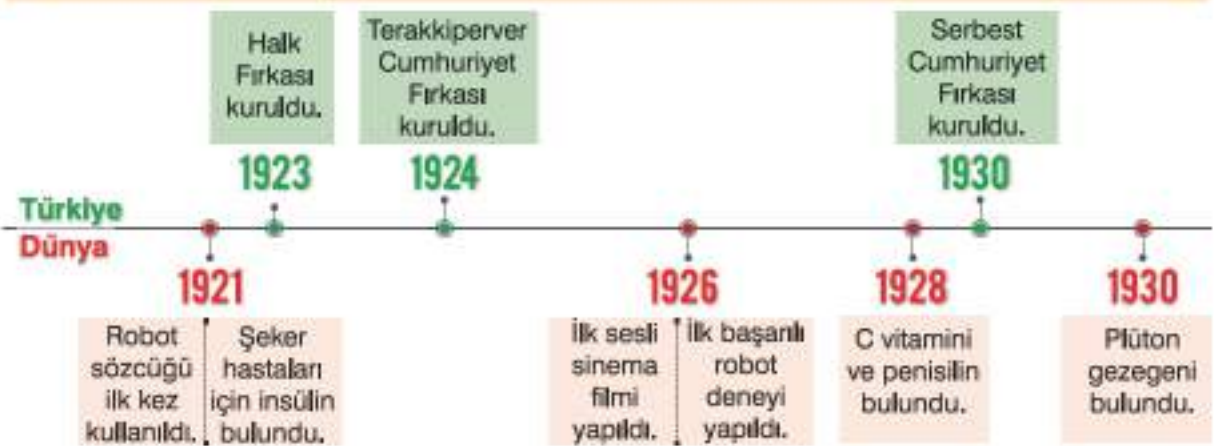 Halk
Fırkası
kuruldu.
1923
Terakkiperver
Cumhuriyet
Fırkası
kuruldu.
1924
Serbest
Cumhuriyet
Fırkası
kuruldu.
1930
Türkiye
Dünya
1921
Robot
sözcüğü
ilk kez
kullanıldı.
Şeker
hastaları
için insülin
bulundu.
1926
İlk sesli
sinema
filmi
yapıldı.
İlk başarılı
robot
deneyi
yapıldı.
1928
C vitamini
ve penisilin
bulundu.
1930
Plüton
gezegeni
bulundu.